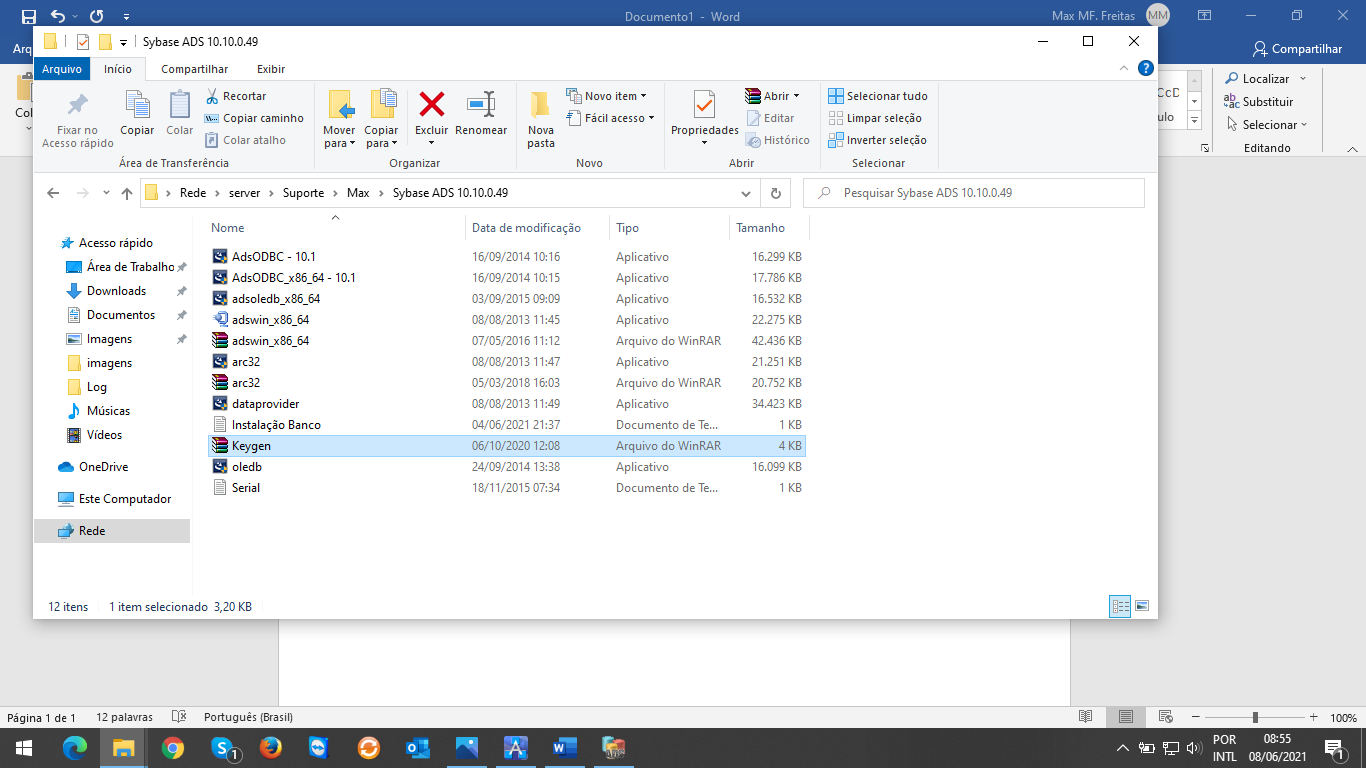 Documento1 - Word
Max MF. Freitas
MM
Sybase ADS 10.10.0.49
Arq
Compartilhar
Arquivo
Início
Compartilhar
Exibir
Fixar no
Acesso rápido
Copiar
Colar
Recortar
Copiar caminho
Colar atalho
Área de Transferência
Mover
para
Copiar
para
Excluir
Renomear
Organizar
Nova
pasta
Novo item
Fácil acesso
Novo
Propriedades
Abrir
Editar
Histórico
Abrir
Selecionar tudo
Limpar seleção
Inverter seleção
Selecionar
Col
CcD
ulo
Localizar
Substituir
Selecionar
Editando
Rede
server
Suporte
Max
Sybase ADS 10.10.0.49
Pesquisar Sybase ADS 10.10.0.49
Acesso rápido
Área de Trabalho
Downloads
Documentos
Imagens
imagens
Log
Músicas
Vídeos
OneDrive
Este Computador
Rede
Nome Data de modificação Tipo Tamanho
AdsODBC - 10.1 16/09/2014 10:16 Aplicativo 16.299 KB
AdsODBC_x86_64 - 10.1 16/09/2014 10:15 Aplicativo 17.786 KB
adsoledb_x86_64 03/09/2015 09:09 Aplicativo 16.532 KB
adswin_x86_64 08/08/2013 11:45 Aplicativo 22.275 KB
adswin_x86_64 07/05/2016 11:12 Arquivo do WinRAR 42.436 KB
arc32 08/08/2013 11:47 Aplicativo 21.251 KB
arc32 05/03/2018 16:03 Arquivo do WinRAR 20.752 KB
dataprovider 08/08/2013 11:49 Aplicativo 34.423 KB
Instalação Banco 04/06/2021 21:37 Documento de Te... 1 KB
Keygen 06/10/2020 12:08 Arquivo do WinRAR 4 KB
oledb 24/09/2014 13:38 Aplicativo 16.099 KB
Serial 18/11/2015 07:34 Documento de Te... 1 KB
12 itens
1 item selecionado 3,20 KB
Página 1 de 1
12 palavras
Português (Brasil)
100%
1
POR
INTL
08:55
08/06/2021
1